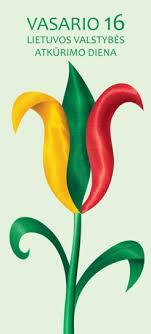 VASARIO 16
LIETUVOS VALSTYBĖS
ATKŪRIMO DIENA